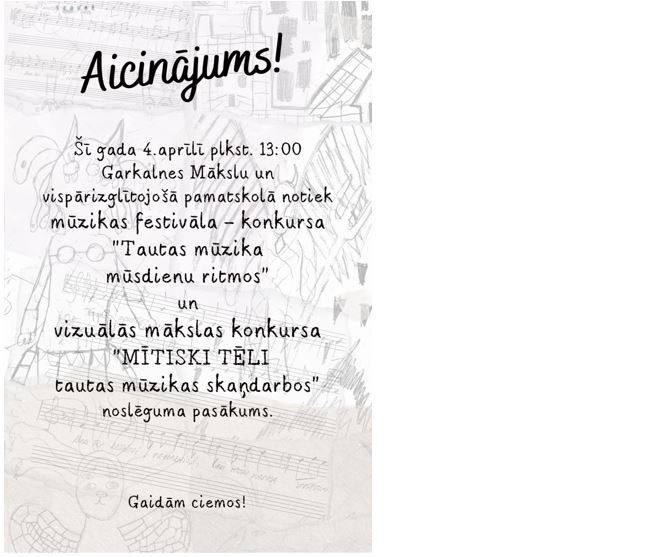 Aicinājums!
Šī gada 4.aprīlī plkst. 13:00
Garkalnes Mākslu un
vispārizglītojošā pamatskolā notiek
mūzikas festivāla – konkursa
"Tautas mūzika
mūsdienu ritmos"
un
vizuālās mākslas konkursa
"MĪTISKI TĒLI
tautas mūzikas skaņdarbos"
noslēguma pasākums.
Gaidām ciemos!